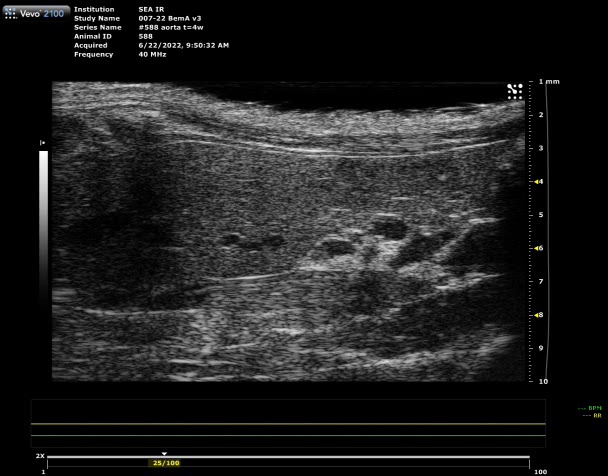 Vevo 2100
Institution SEA IR
Study Name 007-22 BemA v3
Series Name #588 aorta t=4w
Animal ID 588
Acquired 6/22/2022, 9:50:32 AM
Frequency 40 MHz
1 mm
2
3
4
5
6
7
8
9
10
--- BPM
--- RR
2X
25/100
1
100